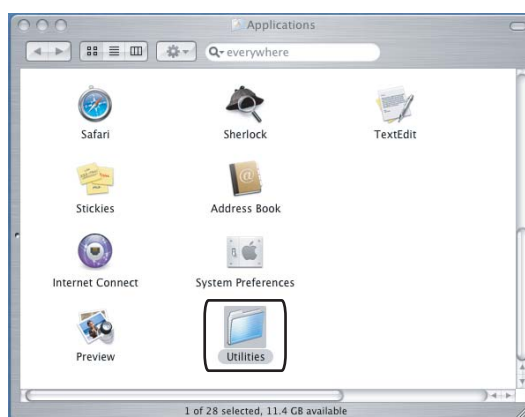 Applications
everywhere
Safari
Sherlock
TextEdit
Stickies
Address Book
Internet Connect
System Preferences
Preview
Utilities
1 of 28 selected, 11.4 GB available